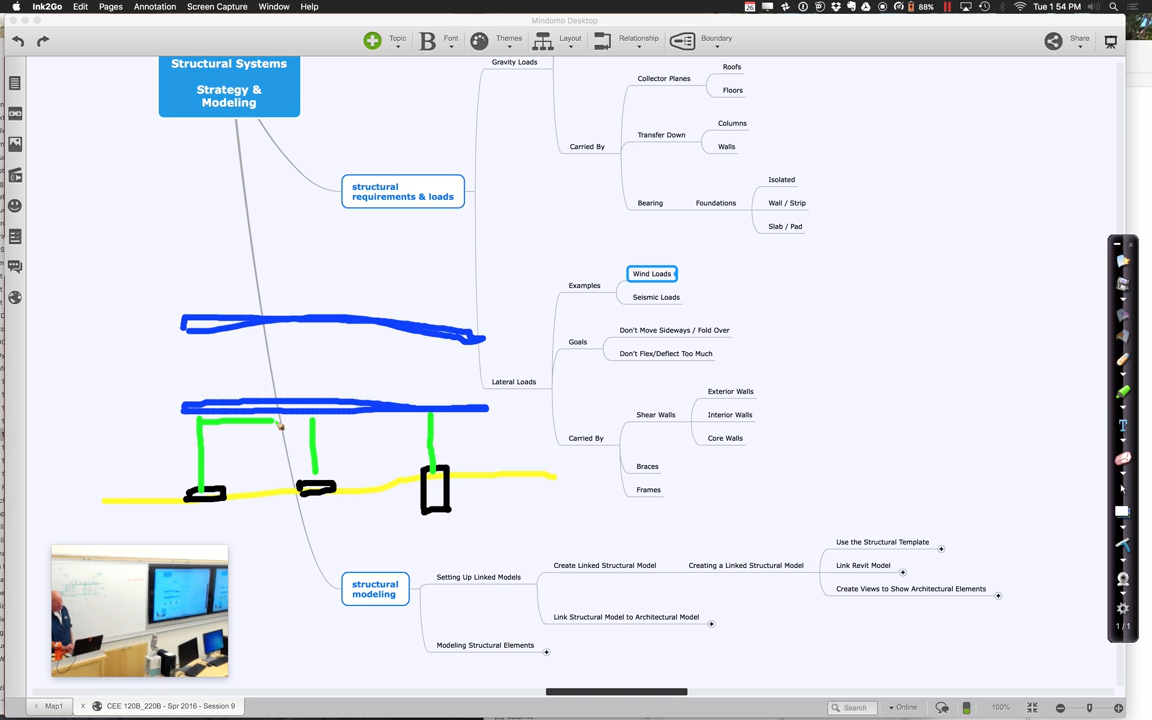 Ink2Go Edit Pages Annotation Screen Capture Window Help 26 88% Tue 1 54 PM
Mindomo Desktop
Topic B Font Themes Layout Relationship Boundary Share
Structural Systems
Strategy &
Modeling
Gravity Loads
Collector Planes
Roofs
Floors
Carried By
Transfer Down
Columns
Walls
Bearing
Foundations
Isolated
Wall / Strip
Slab / Pad
structural
requirements & loads
Lateral Loads
Examples
Wind Loads
Seismic Loads
Goals
Don't Move Sideways / Fold Over
Don't Flex/Deflect Too Much
Carried By
Shear Walls
Exterior Walls
Interior Walls
Core Walls
Braces
Frames
structural
modeling
Setting Up Linked Models
Create Linked Structural Model
Creating a Linked Structural Model
Use the Structural Template
Link Revit Model
Create Views to Show Architectural Elements
Link Structural Model to Architectural Model
Modeling Structural Elements
T
1 / 1
x Map1 x CEE 120B_220B - Spr 2016 - Session 9
Search Online 100%